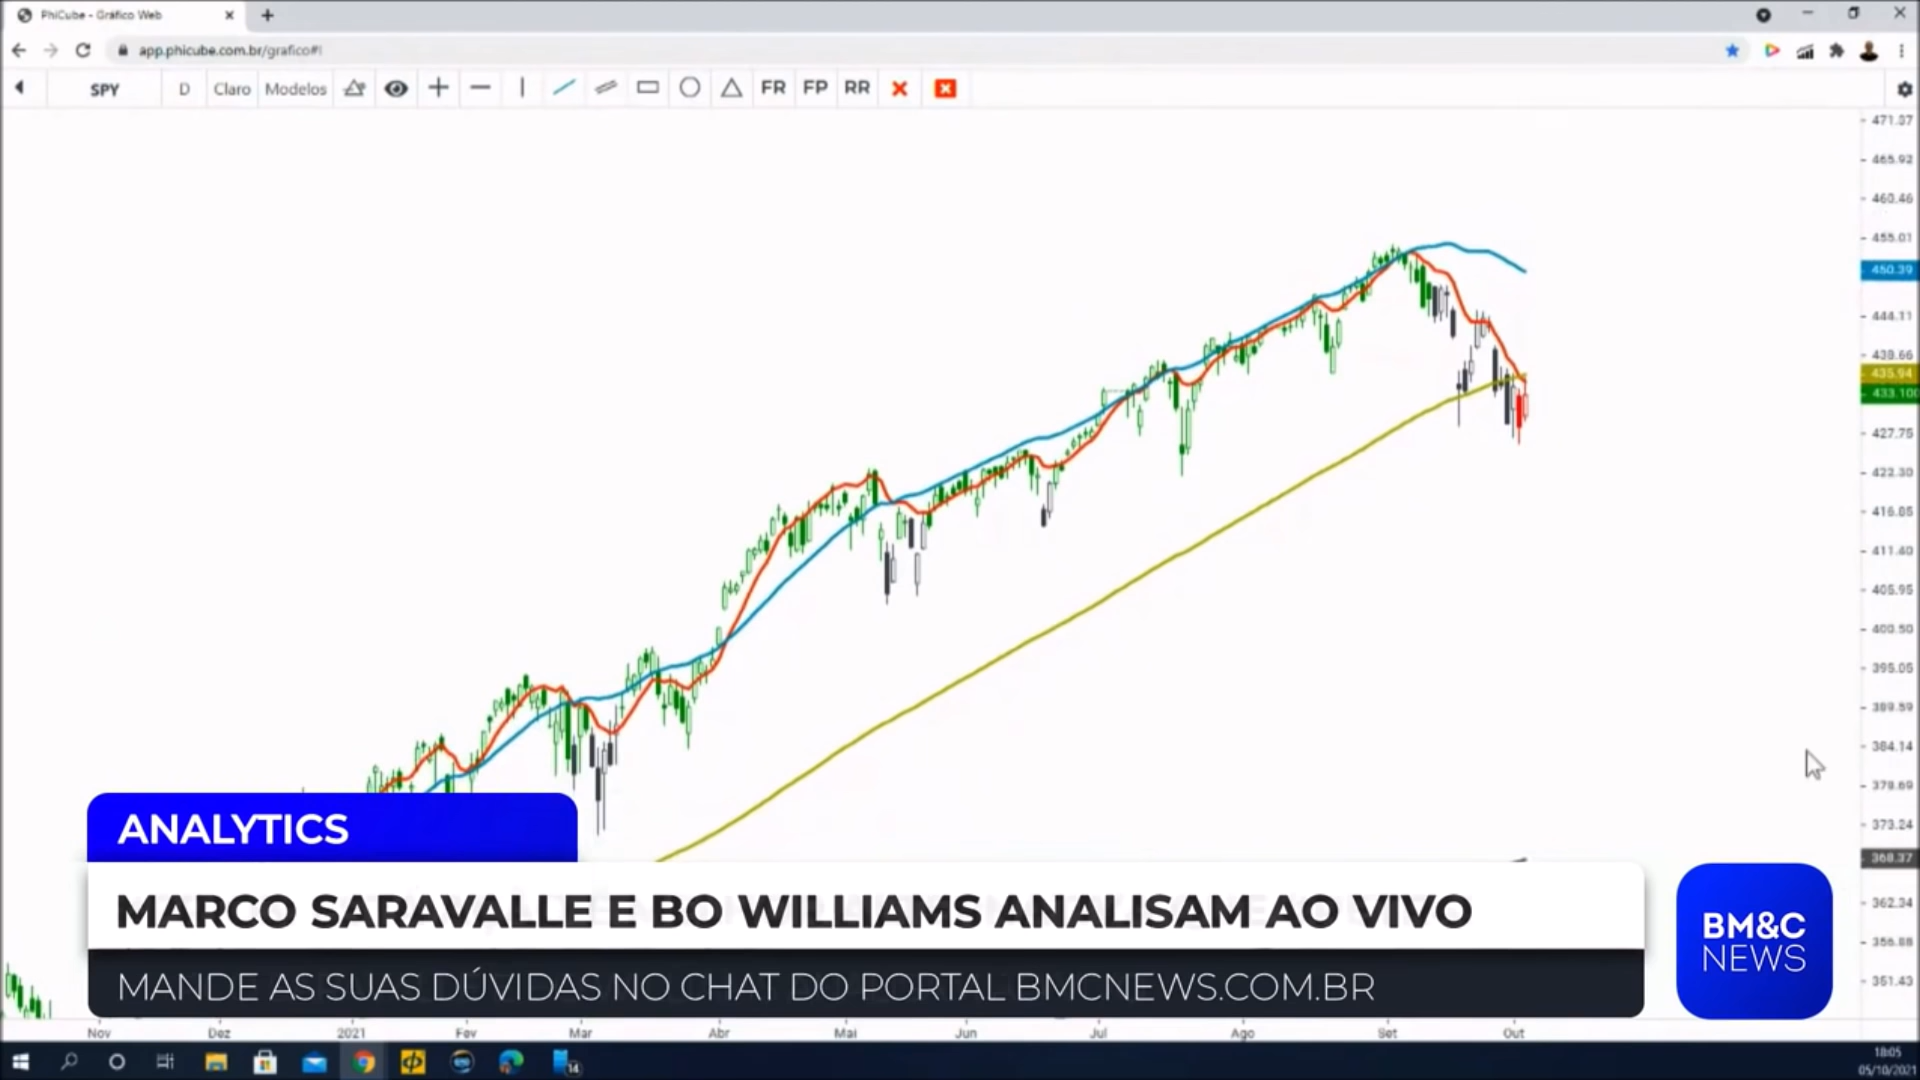 PhiCube - Gráfico Web
app.phicube.com.br/grafico#!
SPY
D
Claro
Modelos
FR
FP
RR
471.37
465.92
460.46
455.01
450.39
444.11
438.66
435.94
433.100
427.75
422.30
416.85
411.40
405.95
400.50
395.05
389.59
384.14
378.69
373.24
368.37
362.34
356.88
351.43
ANALYTICS
MARCO SARAVALLE E BO WILLIAMS ANALISAM AO VIVO
MANDE AS SUAS DÚVIDAS NO CHAT DO PORTAL BMCNEWS.COM.BR
BM&C
NEWS
Nov Dez 2021 Fev Mar Abr Mai Jun Jul Ago Set Out
14
18:05
05/10/2021